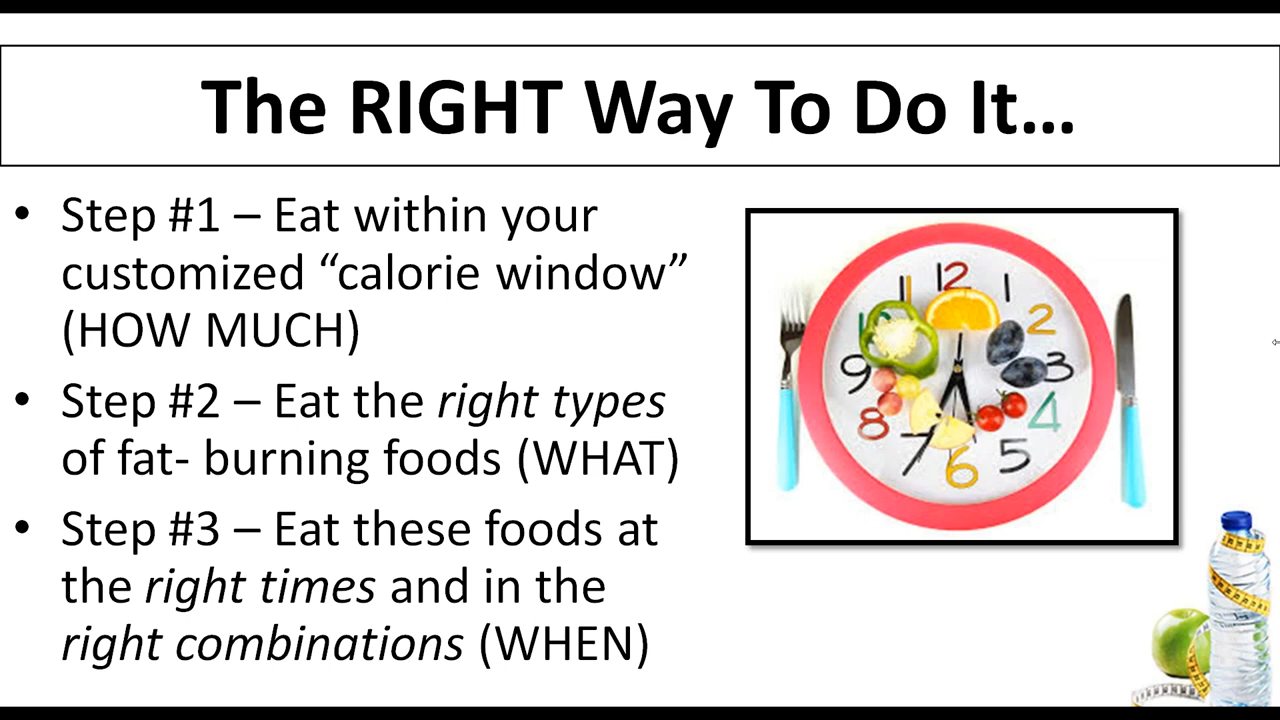 The RIGHT Way To Do It...
• Step #1 – Eat within your
customized “calorie window”
(HOW MUCH)
• Step #2 – Eat the right types
of fat- burning foods (WHAT)
• Step #3 – Eat these foods at
the right times and in the
right combinations (WHEN)
12
11
1
2
9
3
8
4
7
5
6